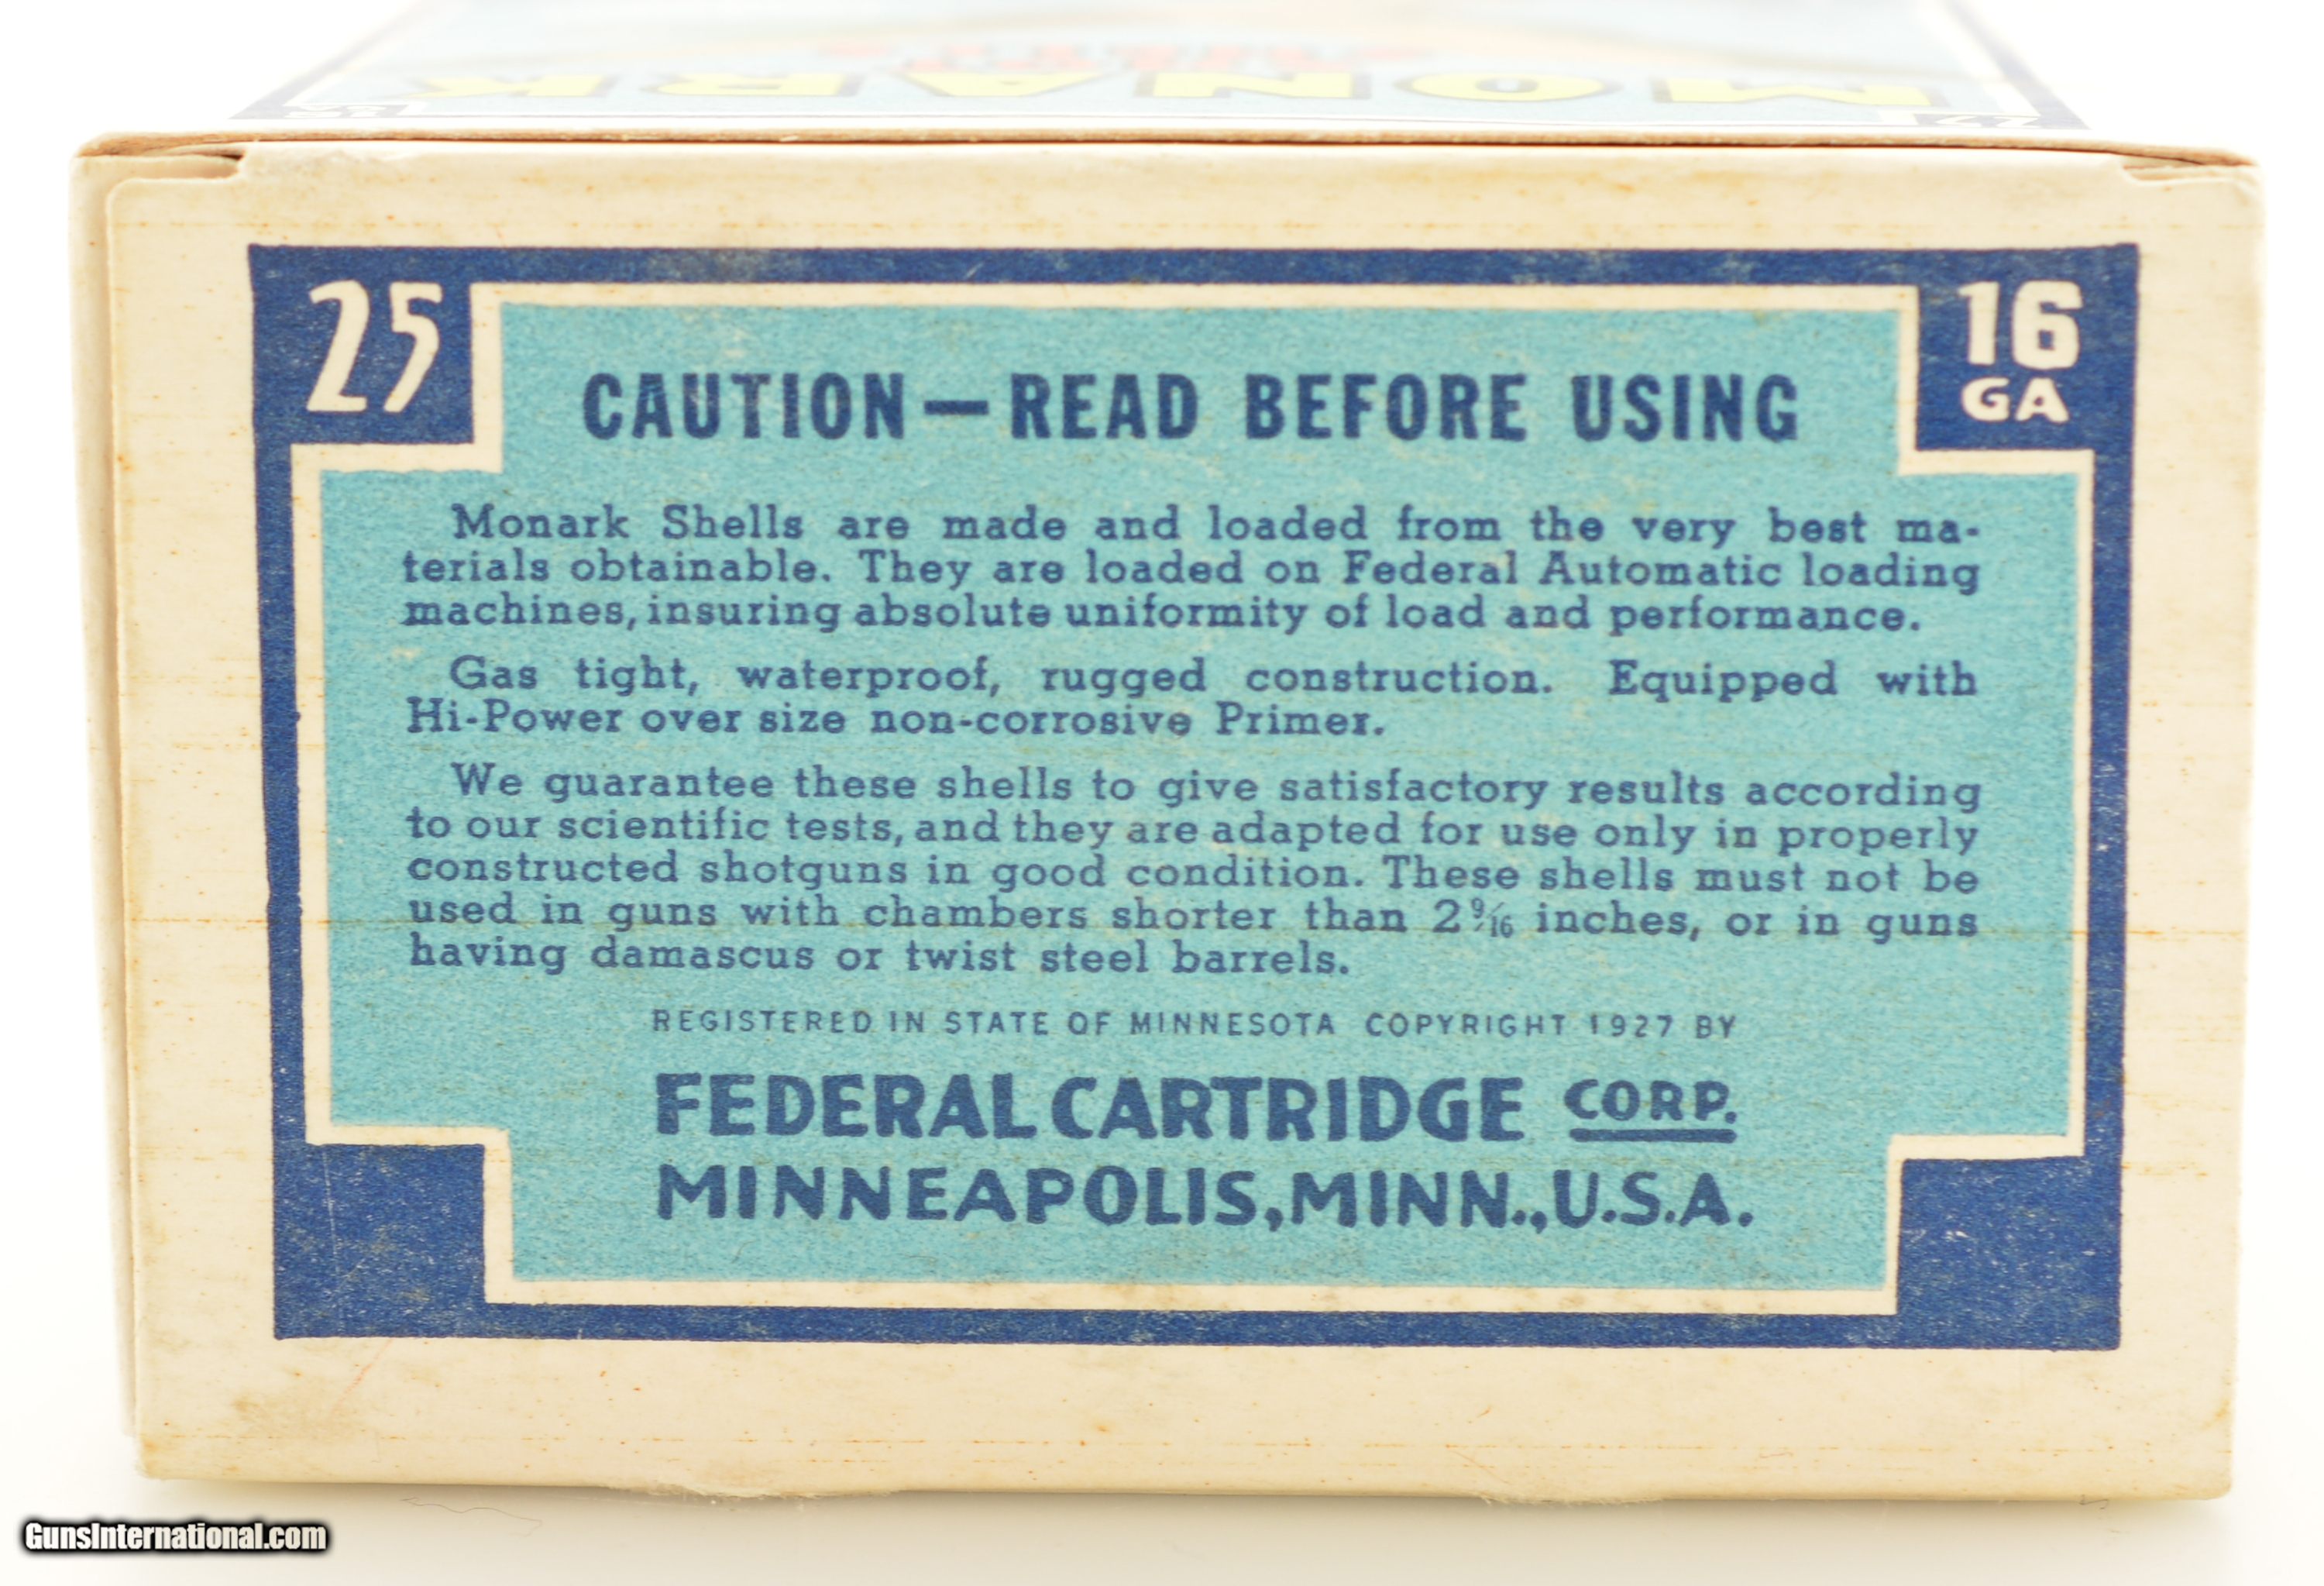 MONARK
25
16
GA
CAUTION—READ BEFORE USING
Monark Shells are made and loaded from the very best ma-
terials obtainable. They are loaded on Federal Automatic loading
machines, insuring absolute uniformity of load and performance.
Gas tight, waterproof, rugged construction. Equipped with
Hi-Power over size non-corrosive Primer.
We guarantee these shells to give satisfactory results according
to our scientific tests, and they are adapted for use only in properly
constructed shotguns in good condition. These shells must not be
used in guns with chambers shorter than 2 9/16 inches, or in guns
having damascus or twist steel barrels.
REGISTERED IN STATE OF MINNESOTA COPYRIGHT 1927 BY
FEDERAL CARTRIDGE CORP.
MINNEAPOLIS, MINN., U.S.A.
GunsInternational.com